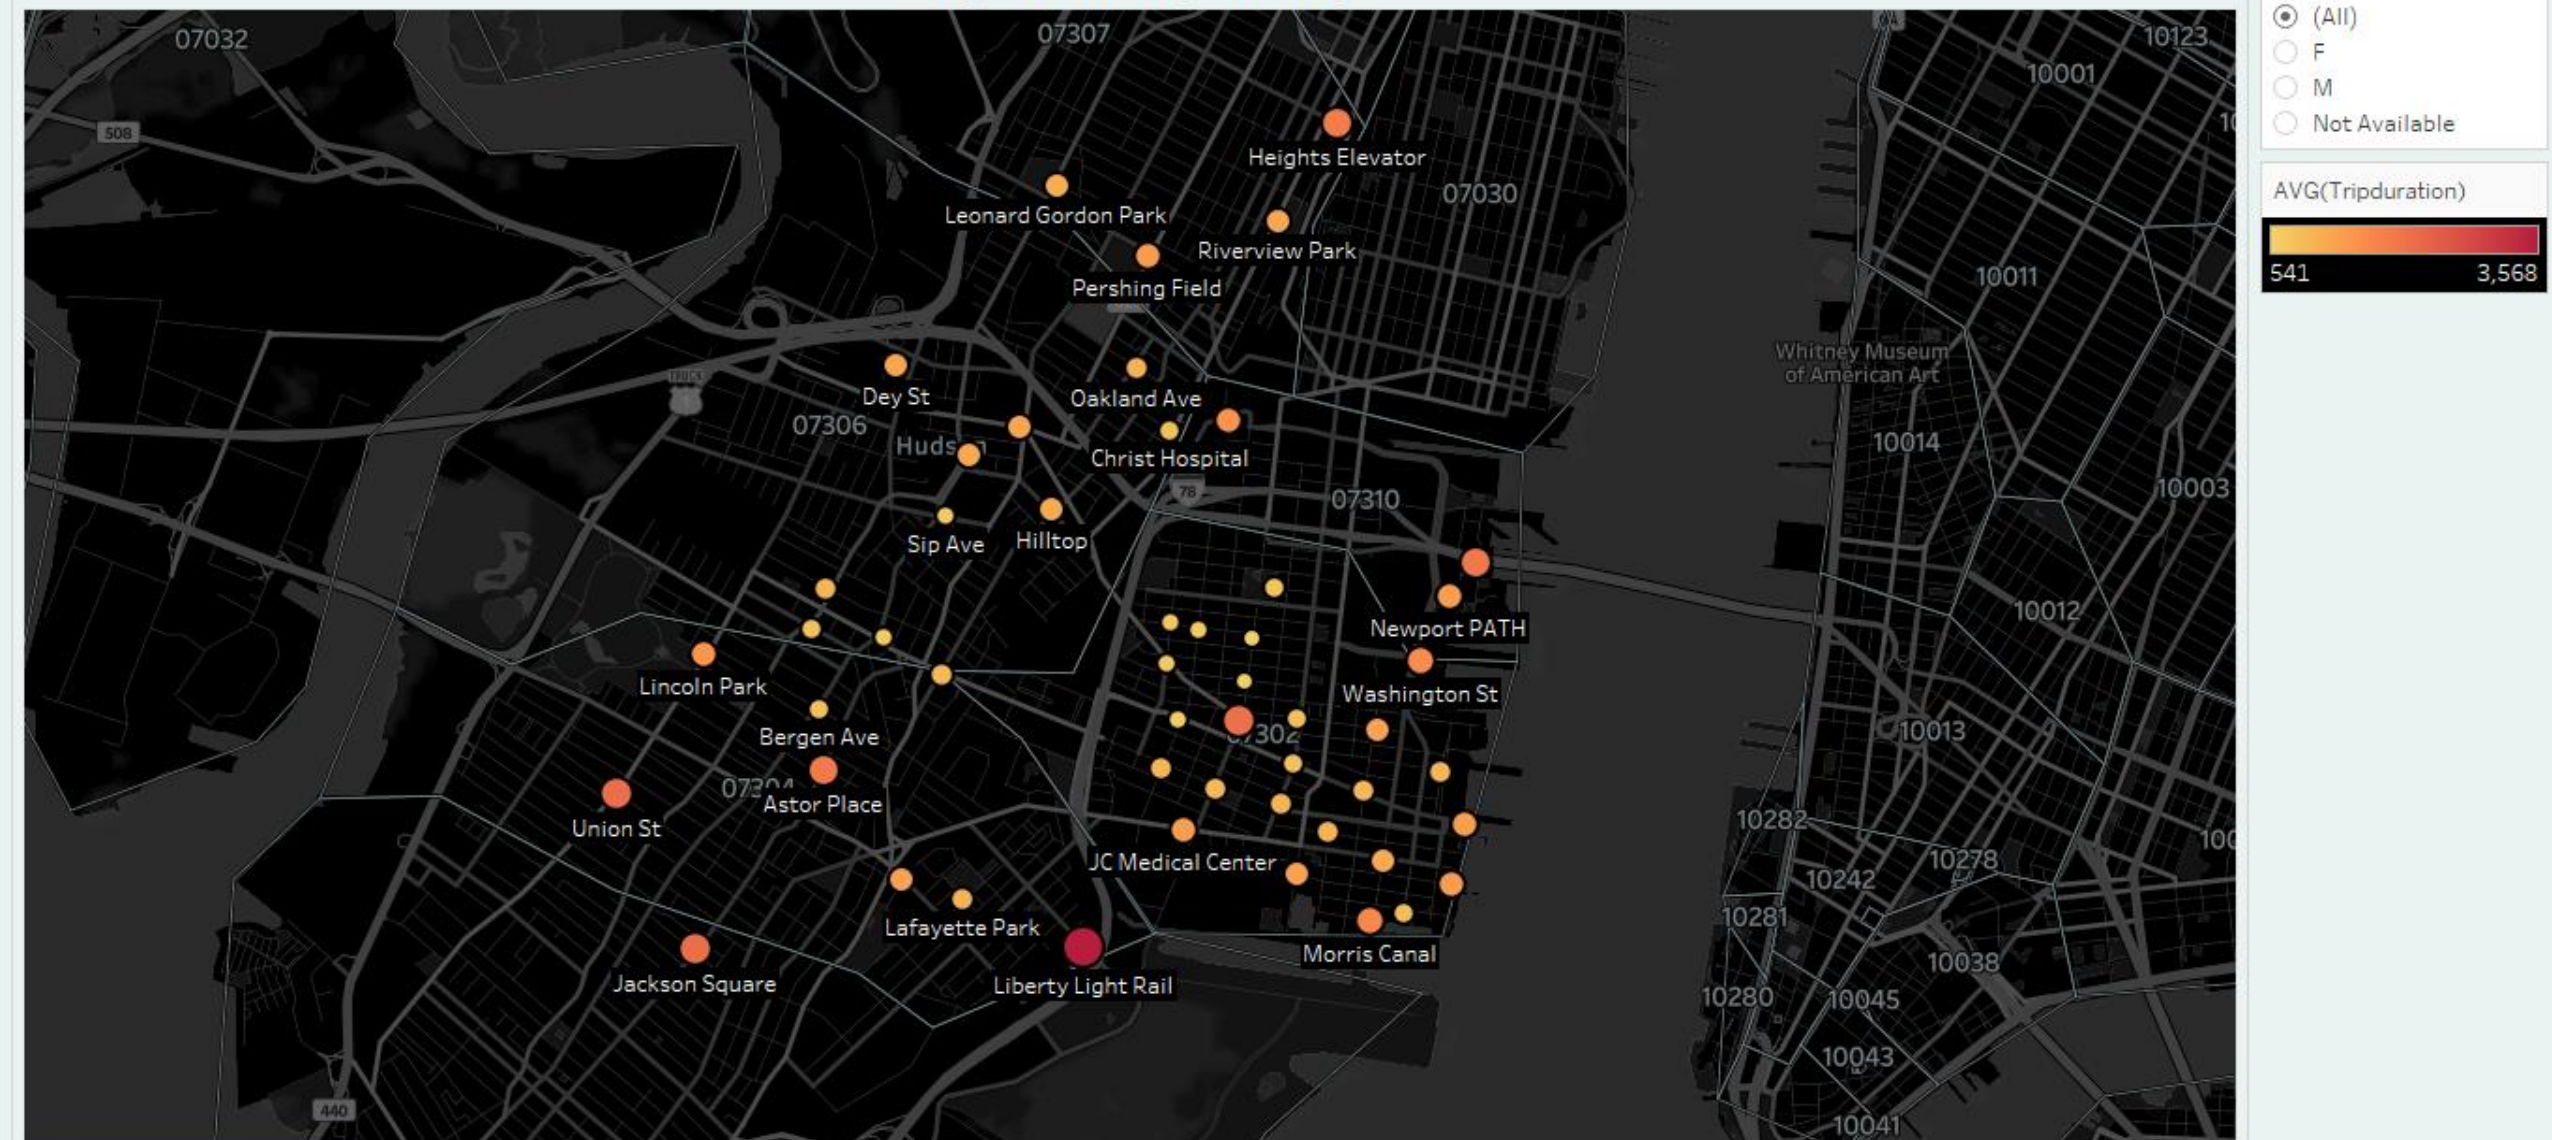 07032
07307
10123
10001
508
Heights Elevator
07030
Leonard Gordon Park
Riverview Park
Pershing Field
10011
Whitney Museum
of American Art
TRUCK
Dey St
Oakland Ave
07306
Christ Hospital
10014
78
07310
10003
Sip Ave
Hilltop
Newport PATH
10012
Lincoln Park
Washington St
Bergen Ave
10013
Astor Place
Union St
10282
JC Medical Center
10278
10242
Lafayette Park
10281
Morris Canal
10038
Jackson Square
Liberty Light Rail
10280
10045
10043
440
10041
(All)
F
M
Not Available
AVG(Tripduration)
541
3,568